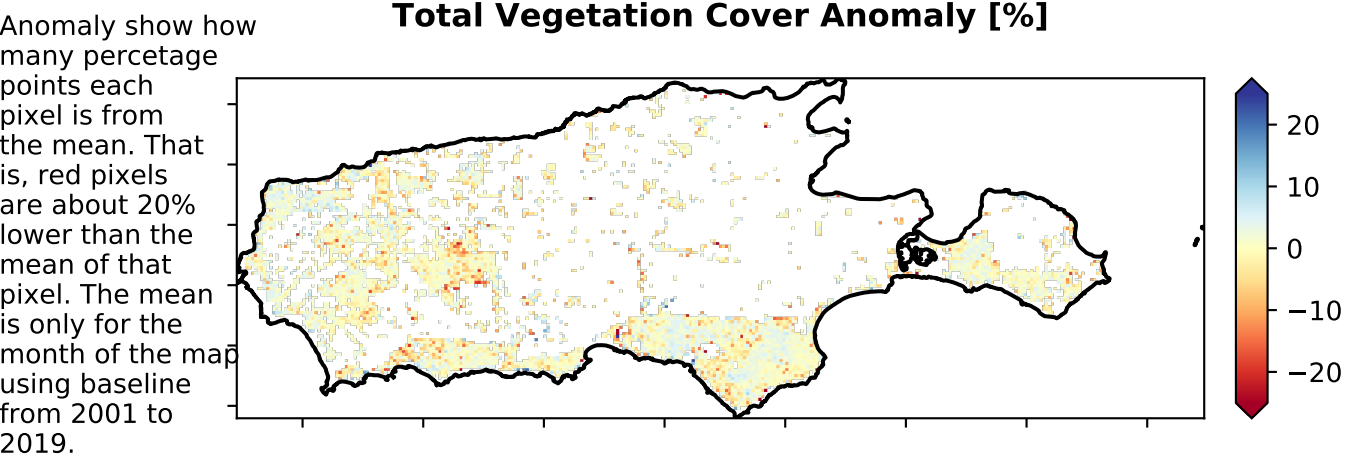 Total Vegetation Cover Anomaly [%]
Anomaly show how
many percetage
points each
pixel is from
the mean. That
is, red pixels
are about 20%
lower than the
mean of that
pixel. The mean
is only for the
month of the map
using baseline
from 2001 to
2019.
20
10
0
−10
−20